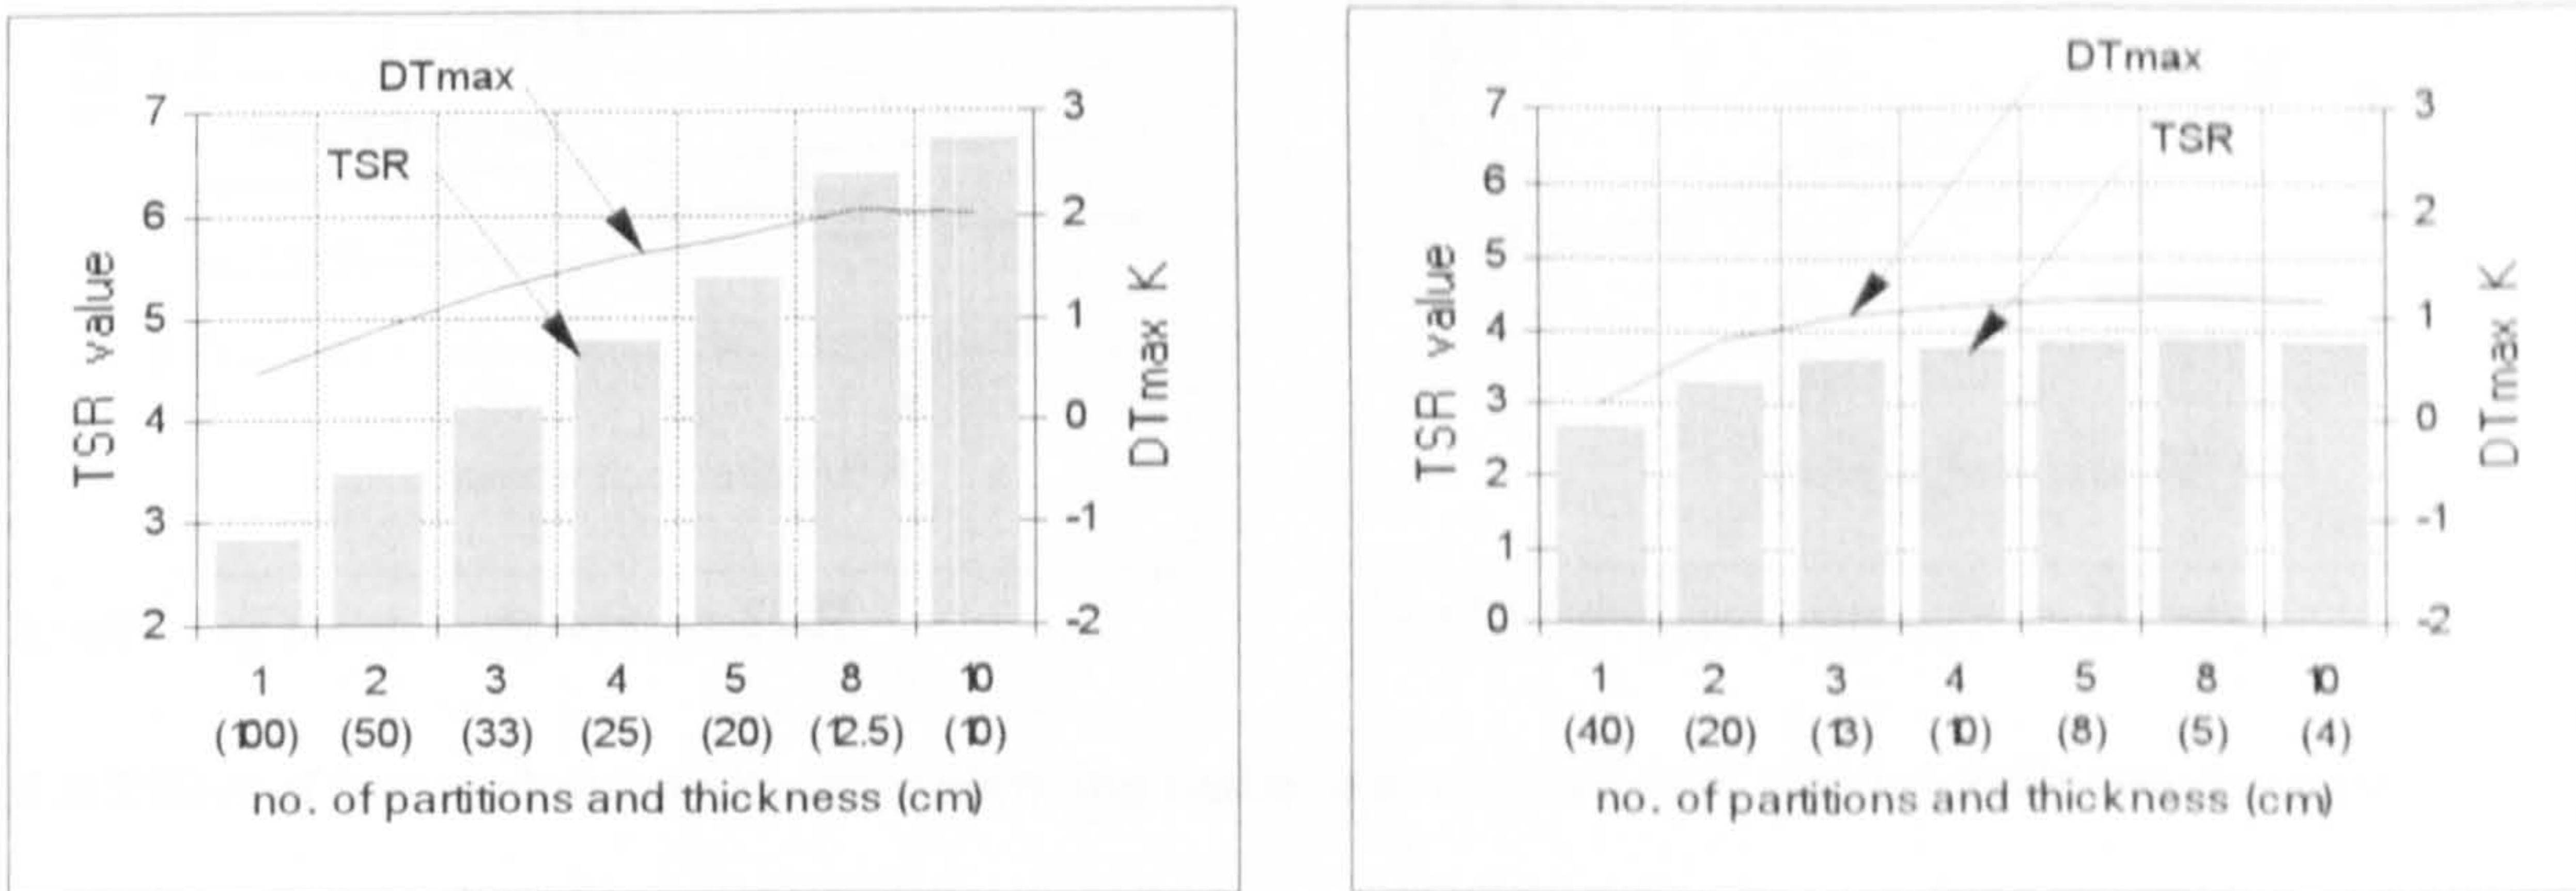 DTmax
TSR
7
6
5
4
3
2
TSR value
3
2
1
0
-1
-2
DTmax K
1 2 3 4 5 8 10
(100) (50) (33) (25) (20) (12.5) (10)
no. of partitions and thickness (cm)
DTmax
TSR
7
6
5
4
3
2
1
0
TSR value
3
2
1
0
-1
-2
DTmax K
1 2 3 4 5 8 10
(40) (20) (13) (10) (8) (5) (4)
no. of partitions and thickness (cm)